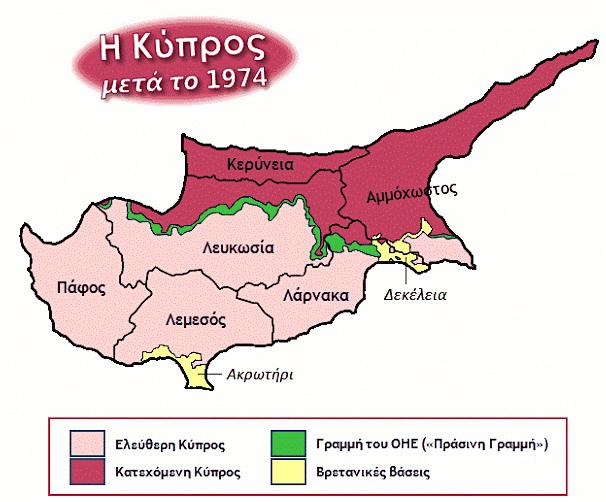 Η Κύπρος
μετά το 1974
Κερύνεια
Αμμόχωστος
Λευκωσία
Πάφος
Λάρνακα
Δεκέλεια
Λεμεσός
Ακρωτήρι
Ελεύθερη Κύπρος
Γραμμή του ΟΗΕ («Πράσινη Γραμμή»)
Κατεχόμενη Κύπρος
Βρετανικές βάσεις